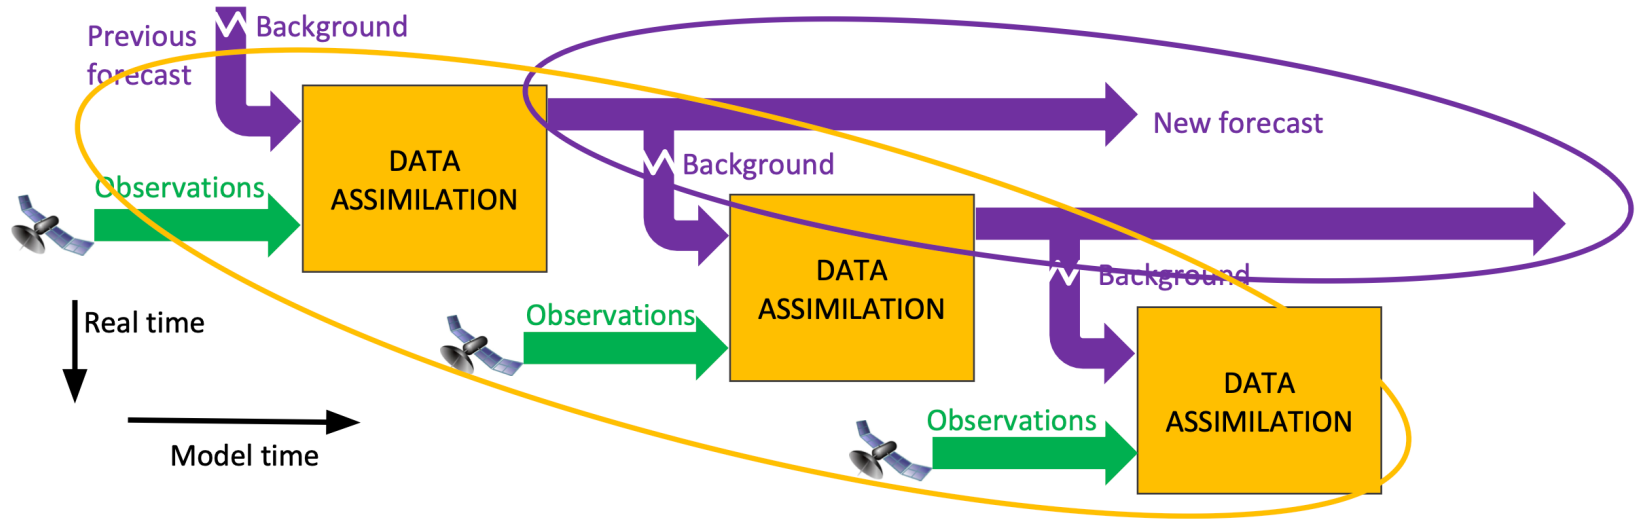 Previous
forecast
Background
DATA
ASSIMILATION
Observations
New forecast
Background
DATA
ASSIMILATION
Observations
Background
DATA
ASSIMILATION
Observations
Real time
Model time